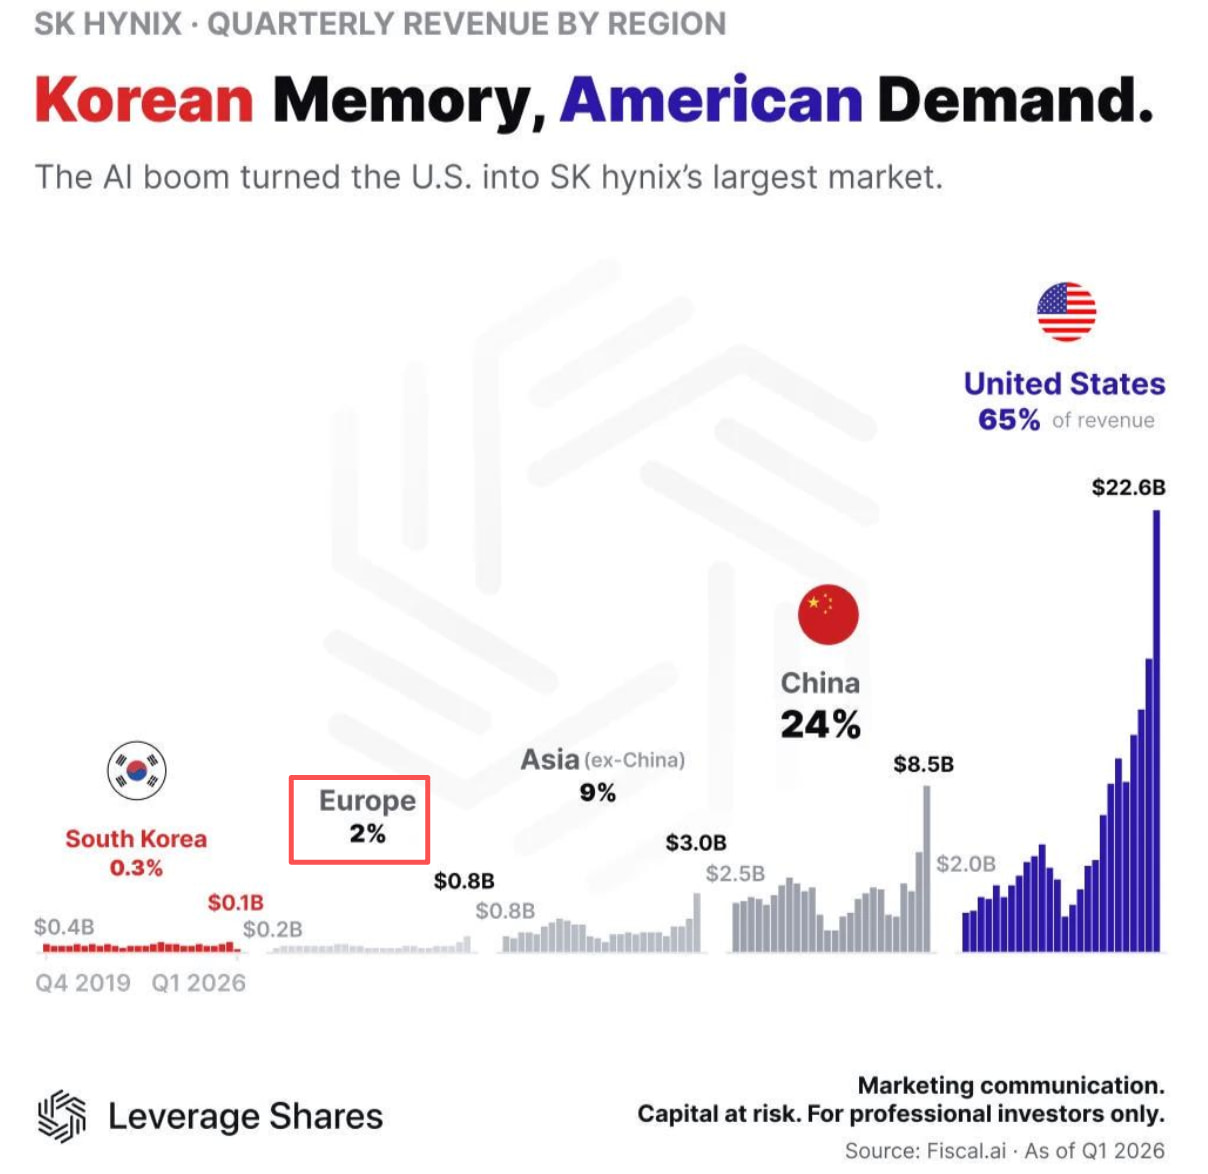 SK HYNIX · QUARTERLY REVENUE BY REGION
Korean Memory, American Demand.
The AI boom turned the U.S. into SK hynix’s largest market.
United States
65% of revenue
$22.6B
China
24%
$8.5B
$2.0B
Asia (ex-China)
9%
$3.0B
$2.5B
Europe
2%
$0.8B
$0.8B
South Korea
0.3%
$0.1B
$0.4B
$0.2B
Q4 2019 Q1 2026
Leverage Shares
Marketing communication.
Capital at risk. For professional investors only.
Source: Fiscal.ai · As of Q1 2026